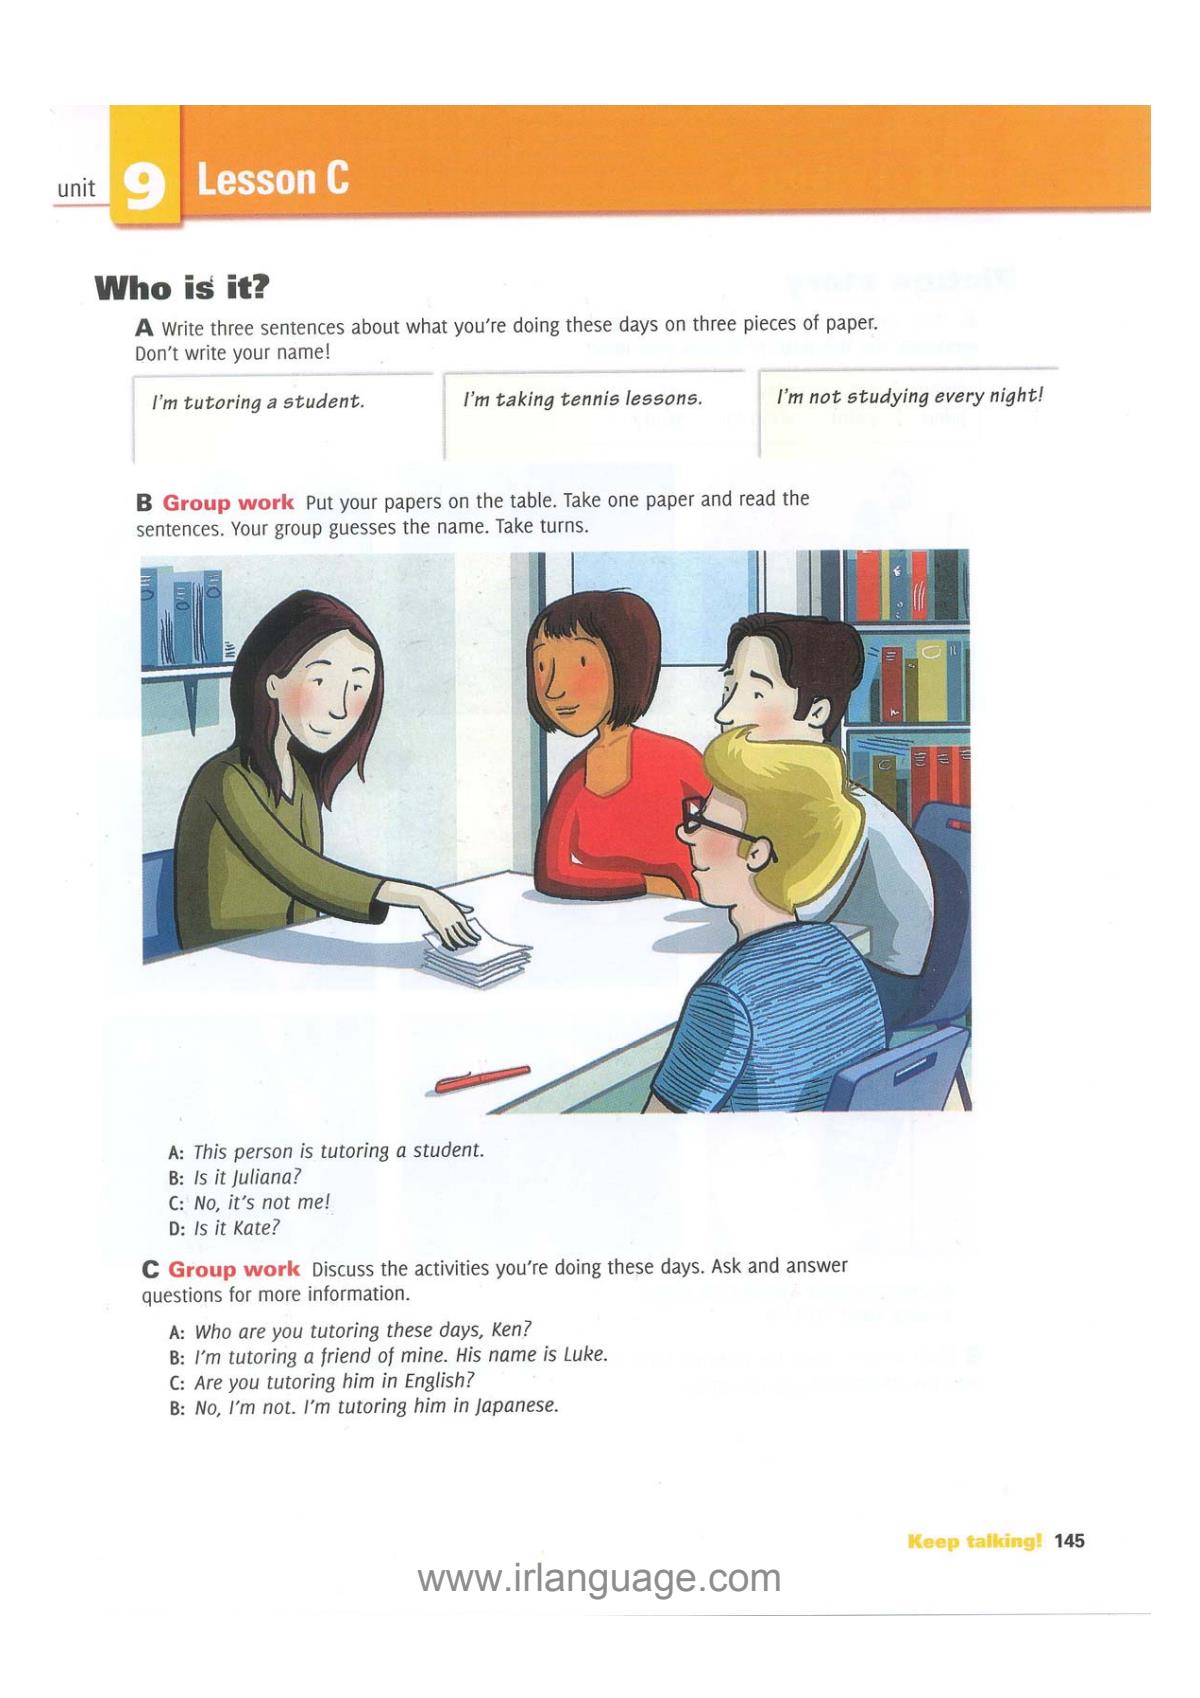 unit 9 Lesson C
Who is it?
A Write three sentences about what you're doing these days on three pieces of paper.
Don't write your name!
I'm tutoring a student.
I'm taking tennis lessons.
I'm not studying every night!
B Group work Put your papers on the table. Take one paper and read the
sentences. Your group guesses the name. Take turns.
A: This person is tutoring a student.
B: Is it Juliana?
C: No, it's not me!
D: Is it Kate?
C Group work Discuss the activities you're doing these days. Ask and answer
questions for more information.
A: Who are you tutoring these days, Ken?
B: I'm tutoring a friend of mine. His name is Luke.
C: Are you tutoring him in English?
B: No, I'm not. I'm tutoring him in Japanese.
Keep talking! 145
www.irlanguage.com